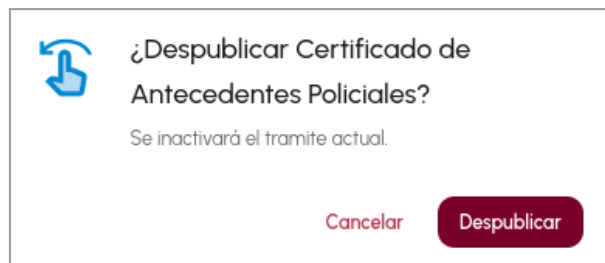 ¿Despublicar Certificado de
Antecedentes Policiales?
Se inactivará el tramite actual.
Cancelar
Despublicar